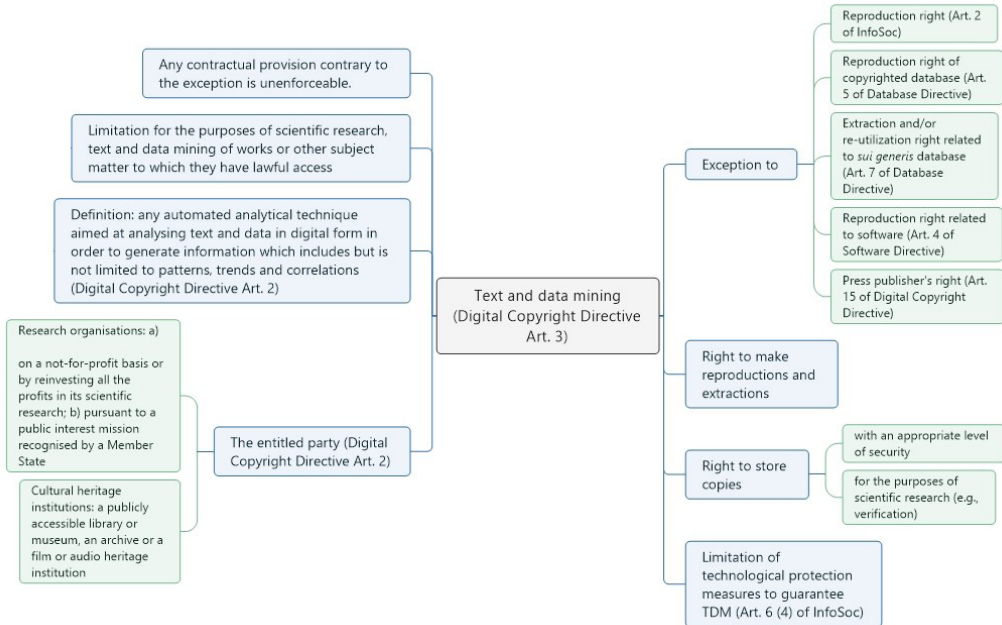 Any contractual provision contrary to
the exception is unenforceable.
Limitation for the purposes of scientific research,
text and data mining of works or other subject
matter to which they have lawful access
Definition: any automated analytical technique
aimed at analysing text and data in digital form in
order to generate information which includes but is
not limited to patterns, trends and correlations
(Digital Copyright Directive Art. 2)
Research organisations: a)
on a not-for-profit basis or
by reinvesting all the
profits in its scientific
research; b) pursuant to a
public interest mission
recognised by a Member
State
Cultural heritage
institutions: a publicly
accessible library or
museum, an archive or a
film or audio heritage
institution
The entitled party (Digital
Copyright Directive Art. 2)
Text and data mining
(Digital Copyright Directive
Art. 3)
Exception to
Reproduction right (Art. 2
of InfoSoc)
Reproduction right of
copyrighted database (Art.
5 of Database Directive)
Extraction and/or
re-utilization right related
to sui generis database
(Art. 7 of Database
Directive)
Reproduction right related
to software (Art. 4 of
Software Directive)
Press publisher's right (Art.
15 of Digital Copyright
Directive)
Right to make
reproductions and
extractions
Right to store
copies
with an appropriate level
of security
for the purposes of
scientific research (e.g.,
verification)
Limitation of
technological protection
measures to guarantee
TDM (Art. 6 (4) of InfoSoc)